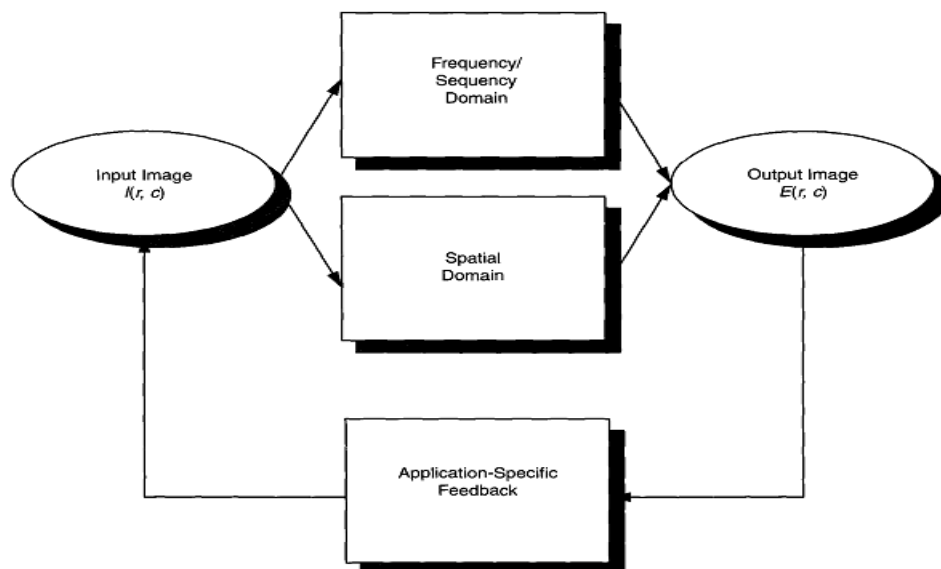 Frequency/
Sequency
Domain
Input Image
I(r, c)
Output Image
E(r, c)
Spatial
Domain
Application-Specific
Feedback